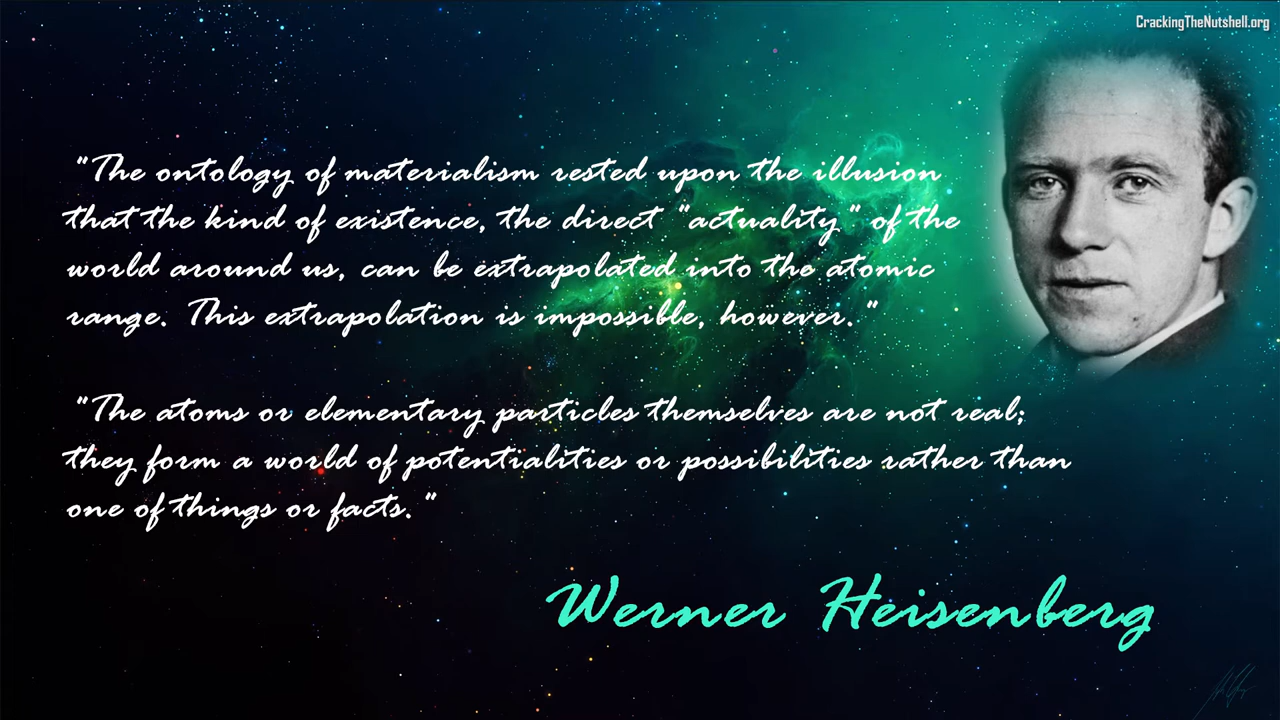 CrackingTheNutshell.org
"The ontology of materialism rested upon the illusion
that the kind of existence, the direct "actuality" of the
world around us, can be extrapolated into the atomic
range. This extrapolation is impossible, however."
"The atoms or elementary particles themselves are not real;
they form a world of potentialities or possibilities rather than
one of things or facts."
Werner Heisenberg